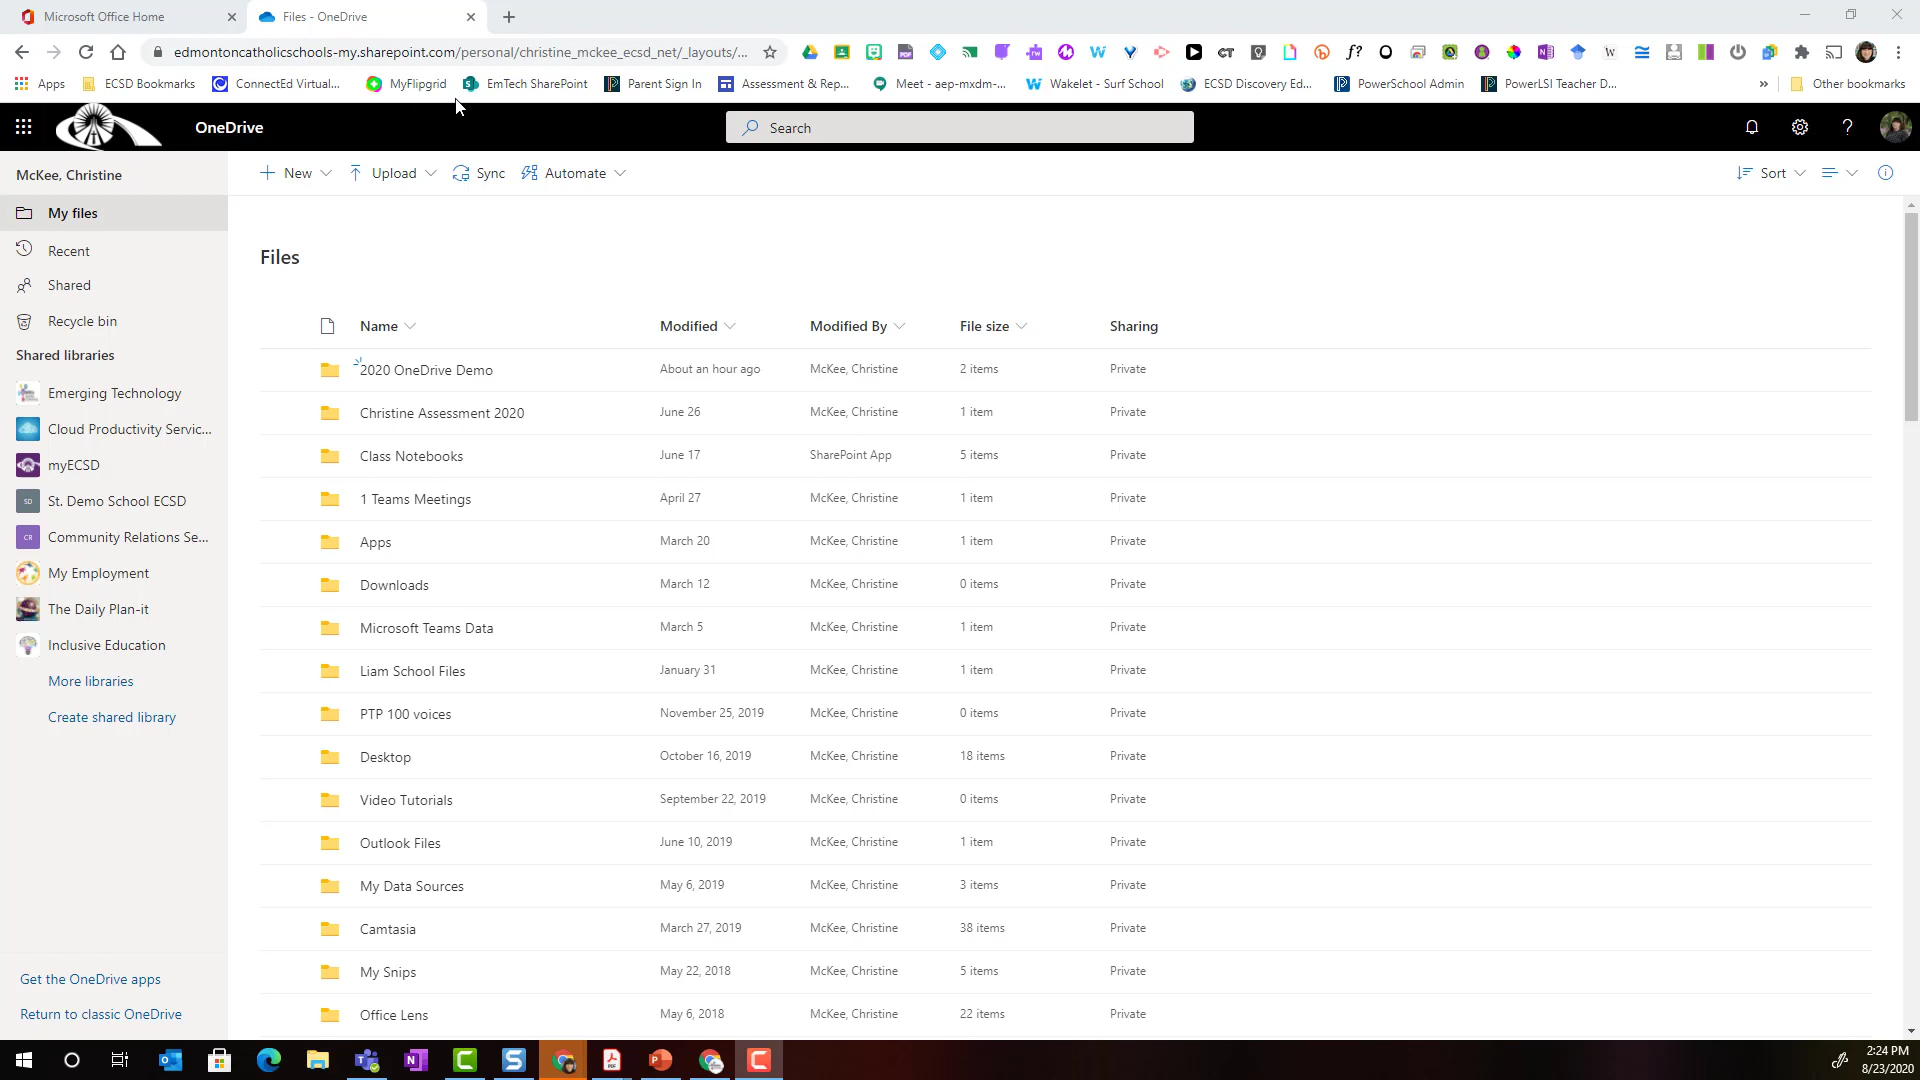 Microsoft Office Home
Files - OneDrive
edmontoncatholicschools-my.sharepoint.com/personal/christine_mckee_ecsd_net/_layouts/...
Apps
ECSD Bookmarks
ConnectEd Virtual...
MyFlipgrid
EmTech SharePoint
Parent Sign In
Assessment & Rep...
Meet - aep-mxdm-...
Wakelet - Surf School
ECSD Discovery Ed...
PowerSchool Admin
PowerLSI Teacher D...
»
Other bookmarks
OneDrive
Search
McKee, Christine
New
Upload
Sync
Automate
Sort
My files
Recent
Shared
Recycle bin
Shared libraries
Emerging Technology
Cloud Productivity Servic...
myECSD
SD
St. Demo School ECSD
CR
Community Relations Se...
My Employment
The Daily Plan-it
Inclusive Education
More libraries
Create shared library
Get the OneDrive apps
Return to classic OneDrive
Files
Name Modified Modified By File size Sharing
2020 OneDrive Demo About an hour ago McKee, Christine 2 items Private
Christine Assessment 2020 June 26 McKee, Christine 1 item Private
Class Notebooks June 17 SharePoint App 5 items Private
1 Teams Meetings April 27 McKee, Christine 1 item Private
Apps March 20 McKee, Christine 1 item Private
Downloads March 12 McKee, Christine 0 items Private
Microsoft Teams Data March 5 McKee, Christine 1 item Private
Liam School Files January 31 McKee, Christine 1 item Private
PTP 100 voices November 25, 2019 McKee, Christine 0 items Private
Desktop October 16, 2019 McKee, Christine 18 items Private
Video Tutorials September 22, 2019 McKee, Christine 0 items Private
Outlook Files June 10, 2019 McKee, Christine 1 item Private
My Data Sources May 6, 2019 McKee, Christine 3 items Private
Camtasia March 27, 2019 McKee, Christine 38 items Private
My Snips May 22, 2018 McKee, Christine 5 items Private
Office Lens May 6, 2018 McKee, Christine 22 items Private
2:24 PM
8/23/2020